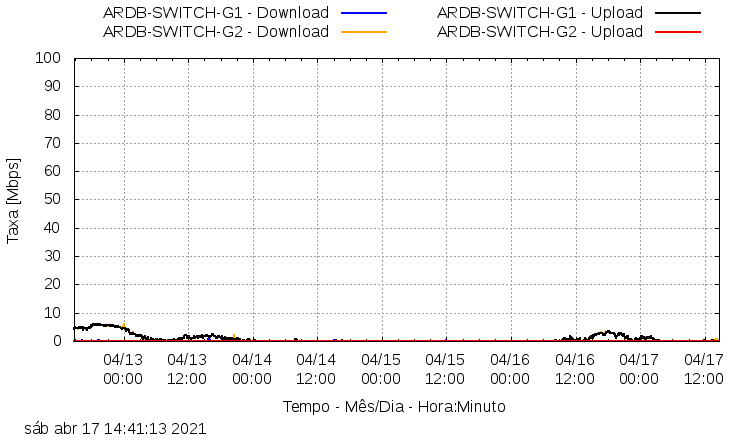 ARDB-SWITCH-G1 - Download ARDB-SWITCH-G1 - Upload
ARDB-SWITCH-G2 - Download ARDB-SWITCH-G2 - Upload
100
90
80
70
60
50
40
30
20
10
0
Taxa [Mbps]
04/13 04/13 04/14 04/14 04/15 04/15 04/16 04/16 04/17 04/17
00:00 12:00 00:00 12:00 00:00 12:00 00:00 12:00 00:00 12:00
Tempo - Mês/Dia - Hora:Minuto
sáb abr 17 14:41:13 2021